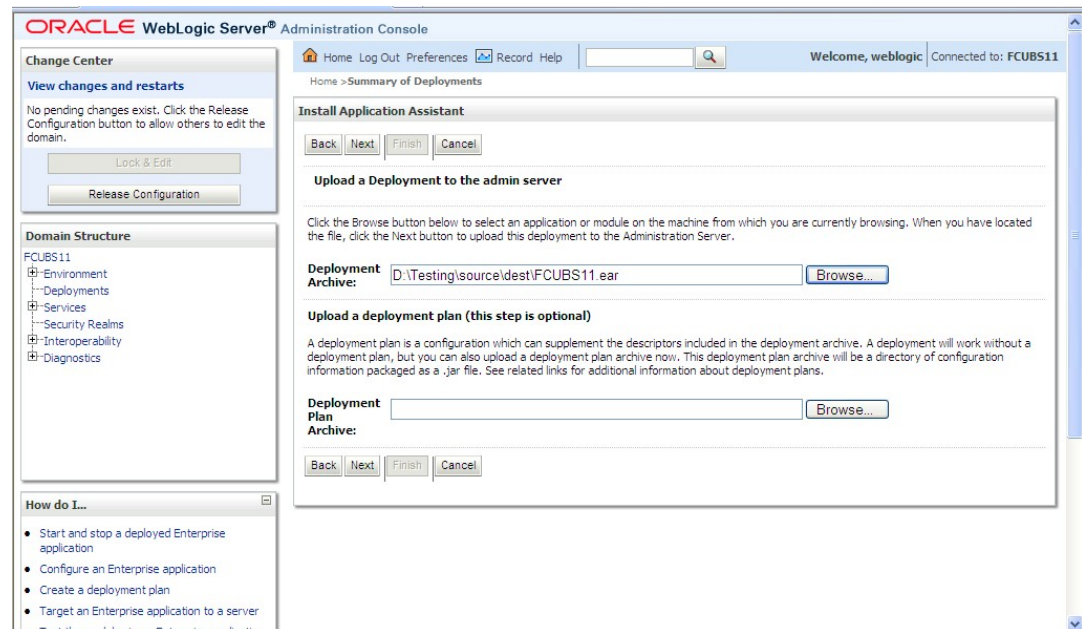 ORACLE WebLogic Server® Administration Console
Change Center
View changes and restarts
No pending changes exist. Click the Release
Configuration button to allow others to edit the
domain.
Lock & Edit
Release Configuration
Domain Structure
FCUBS11
Environment
Deployments
Services
Security Realms
Interoperability
Diagnostics
How do I...
Start and stop a deployed Enterprise
application
Configure an Enterprise application
Create a deployment plan
Target an Enterprise application to a server
Home Log Out Preferences Record Help
Welcome, weblogic Connected to: FCUBS11
Home >Summary of Deployments
Install Application Assistant
Back Next Finish Cancel
Upload a Deployment to the admin server
Click the Browse button below to select an application or module on the machine from which you are currently browsing. When you have located
the file, click the Next button to upload this deployment to the Administration Server.
Deployment
Archive:
D:\Testing\source\dest\FCUBS11.ear
Browse...
Upload a deployment plan (this step is optional)
A deployment plan is a configuration which can supplement the descriptors included in the deployment archive. A deployment will work without a
deployment plan, but you can also upload a deployment plan archive now. This deployment plan archive will be a directory of configuration
information packaged as a .jar file. See related links for additional information about deployment plans.
Deployment
Plan
Archive:
Browse...
Back Next Finish Cancel